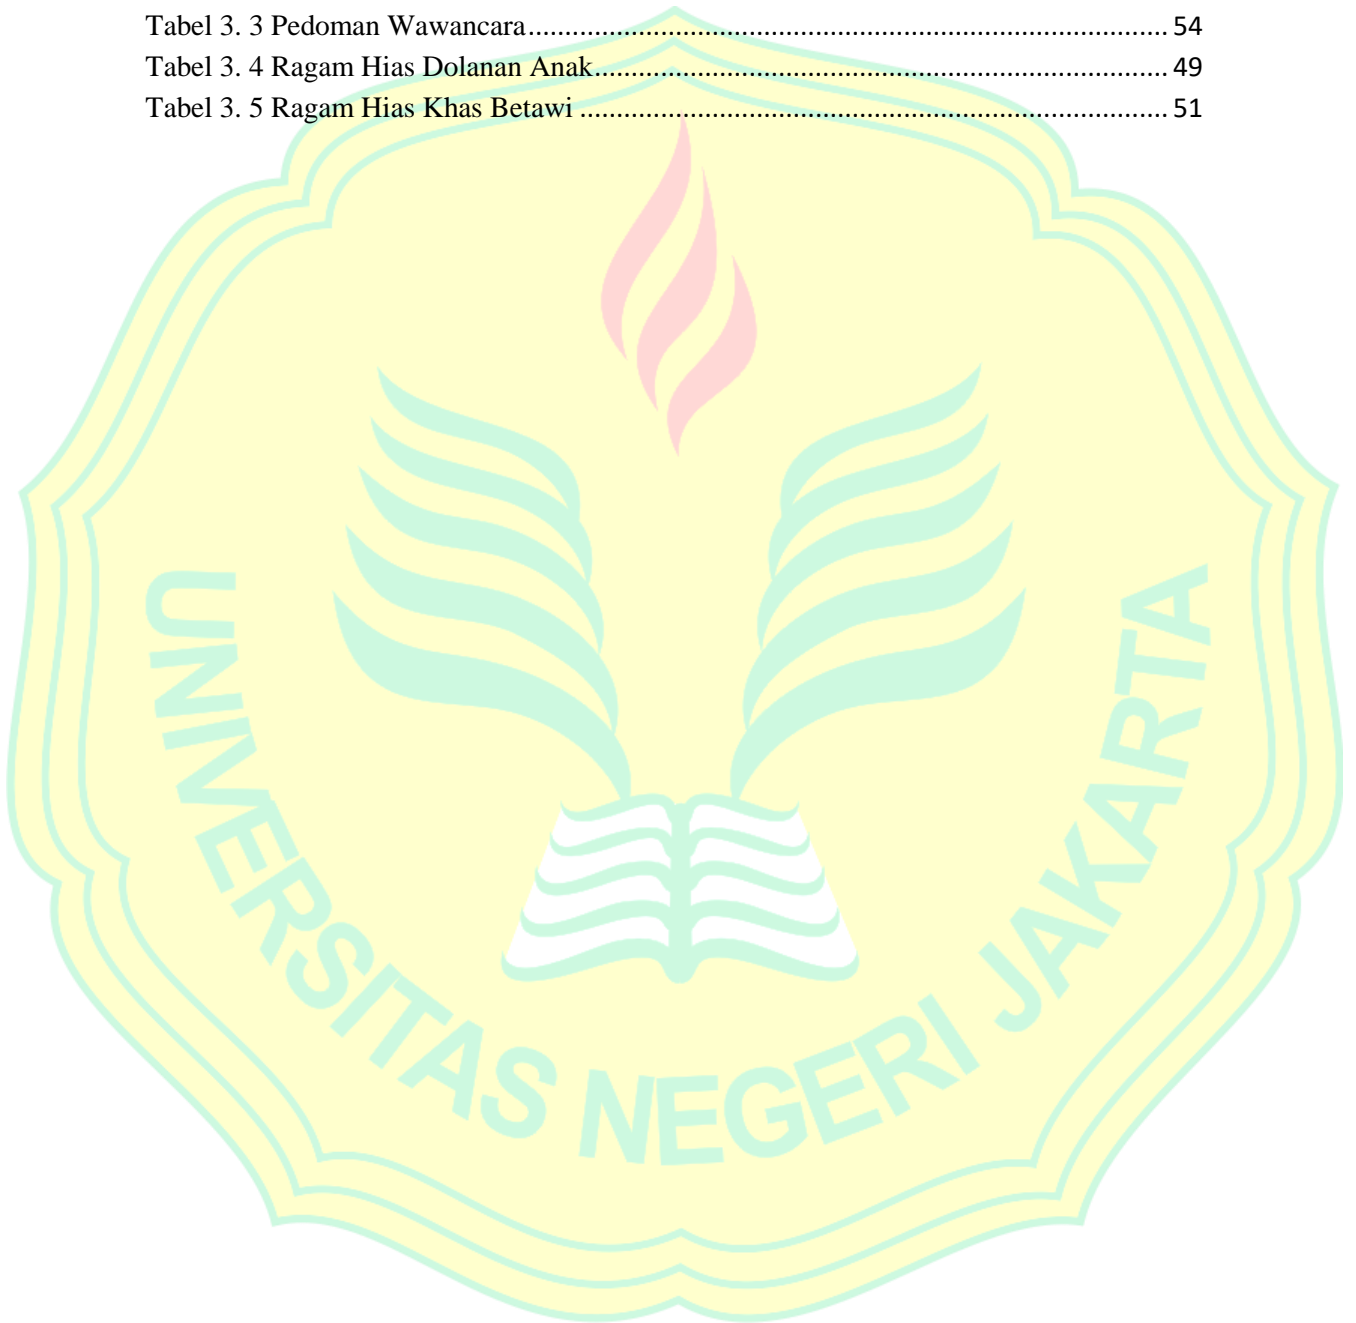 Tabel 3. 3 Pedoman Wawancara....................................................................................... 54
Tabel 3. 4 Ragam Hias Dolanan Anak.............................................................................. 49
Tabel 3. 5 Ragam Hias Khas Betawi ................................................................................ 51
UNIVERSITAS NEGERI JAKARTA